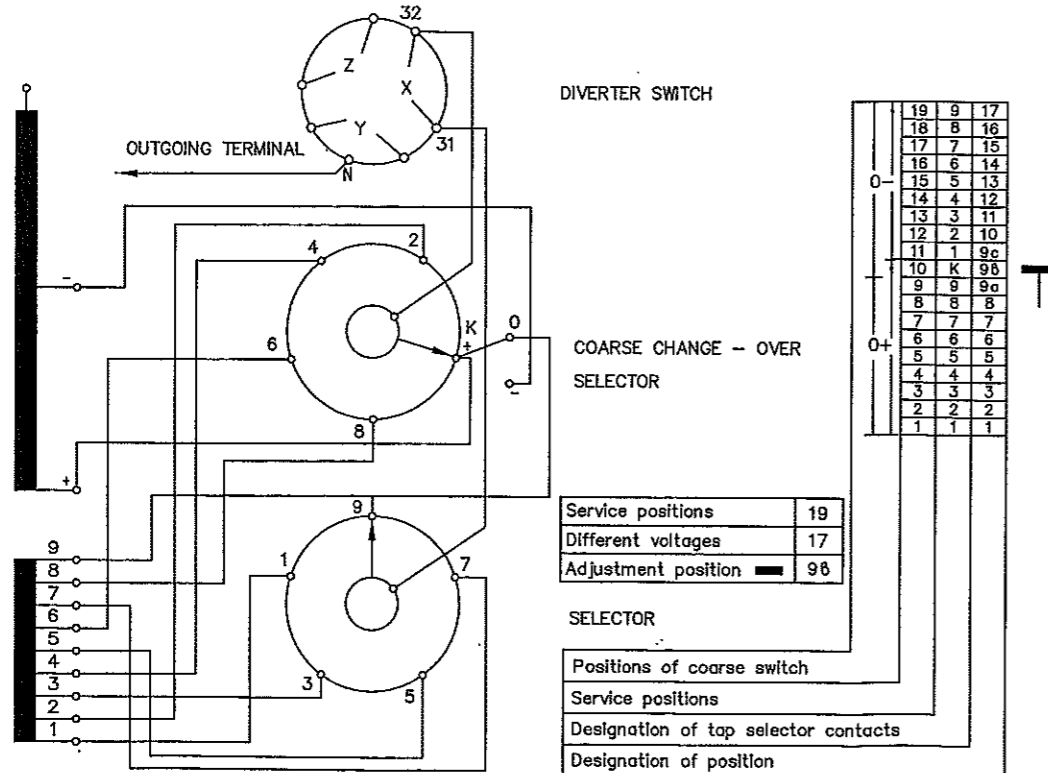 32
Z
X
Y
31
N
OUTGOING TERMINAL
DIVERTER SWITCH
-
+
4
2
6
K
+
O
-
8
COARSE CHANGE - OVER
SELECTOR
9
8
7
6
5
4
3
2
1
9
1
7
3
5
O-
O+
19 9 17
18 8 16
17 7 15
16 6 14
15 5 13
14 4 12
13 3 11
12 2 10
11 1 9c
10 K 9в
9 9 9a
8 8 8
7 7 7
6 6 6
5 5 5
4 4 4
3 3 3
2 2 2
1 1 1
Service positions 19
Different voltages 17
Adjustment position 9в
SELECTOR
Positions of coarse switch
Service positions
Designation of tap selector contacts
Designation of position